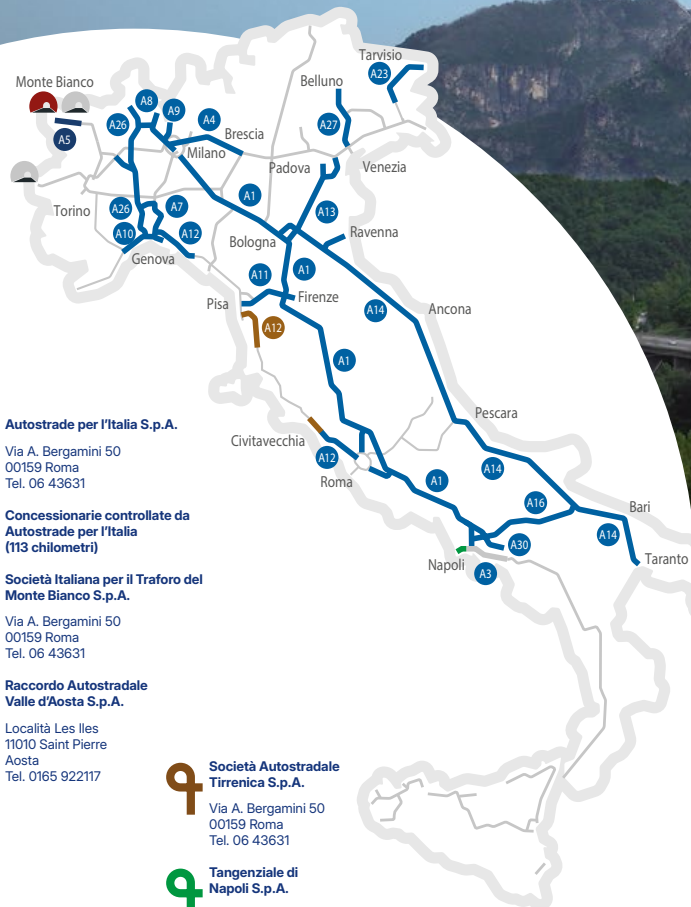 Tarvisio
A23
Monte Bianco
Belluno
A8
A9
A4
A26
A27
A5
Brescia
Milano
Padova
Venezia
A1
Torino
A26
A7
A13
A10
A12
Ravenna
Bologna
Genova
A11
A1
Pisa
Firenze
A14
Ancona
A12
A1
Pescara
Civitavecchia
A12
Roma
A14
A1
A16
Bari
A14
A30
Napoli
A3
Taranto
Autostrade per l'Italia S.p.A.
Via A. Bergamini 50
00159 Roma
Tel. 06 43631
Concessionarie controllate da
Autostrade per l'Italia
(113 chilometri)
Società Italiana per il Traforo del
Monte Bianco S.p.A.
Via A. Bergamini 50
00159 Roma
Tel. 06 43631
Raccordo Autostradale
Valle d'Aosta S.p.A.
Località Les Iles
11010 Saint Pierre
Aosta
Tel. 0165 922117
Società Autostradale
Tirrenica S.p.A.
Via A. Bergamini 50
00159 Roma
Tel. 06 43631
Tangenziale di
Napoli S.p.A.